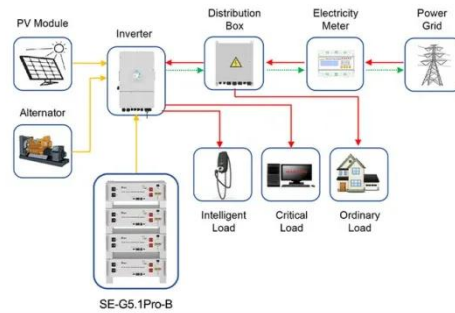 PV Module
Inverter
Distribution
Box
Electricity
Meter
Power
Grid
Alternator
Intelligent
Load
Critical
Load
Ordinary
Load
SE-G5.1Pro-B